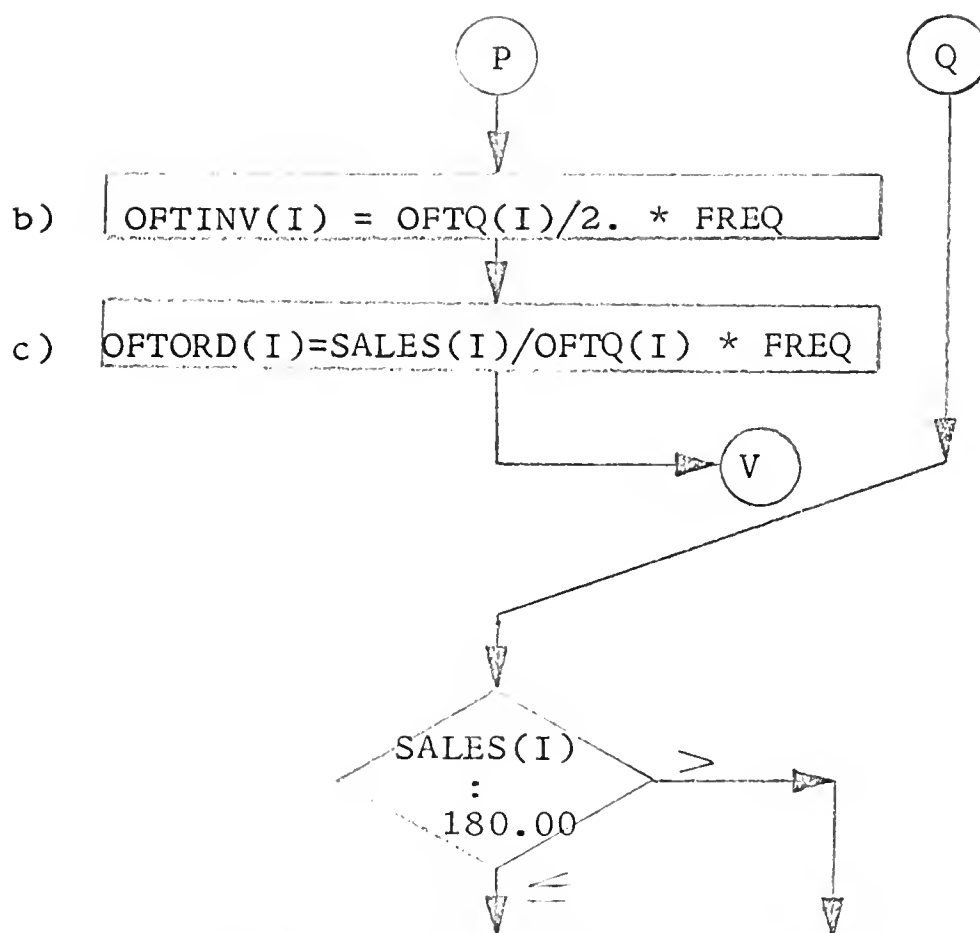 P
Q
b) OFTINV(I) = OFTQ(I)/2. * FREQ
c) OFTORD(I)=SALES(I)/OFTQ(I) * FREQ
V
SALES(I)
>
:
180.00
≤